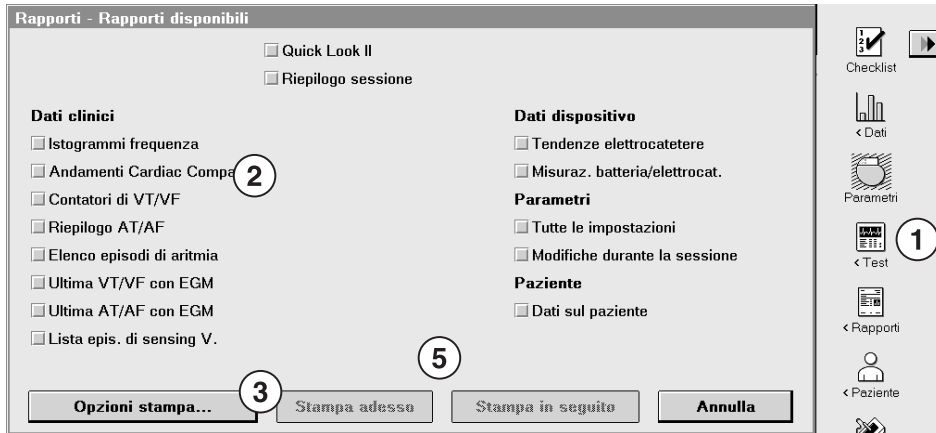 Rapporti - Rapporti disponibili
Quick Look II
Riepilogo sessione
Dati clinici
Istogrammi frequenza
Andamenti Cardiac Compa
2
Contatori di VT/VF
Riepilogo AT/AF
Elenco episodi di aritmia
Ultima VT/VF con EGM
Ultima AT/AF con EGM
Lista epis. di sensing V.
Dati dispositivo
Tendenze elettrocatetere
Misuraz. batteria/elettrocat.
Parametri
Tutte le impostazioni
Modifiche durante la sessione
Paziente
Dati sul paziente
5
3
Opzioni stampa... Stampa adesso Stampa in seguito Annulla
1
2
3
Checklist
< Dati
Parametri
1
< Test
< Rapporti
< Paziente